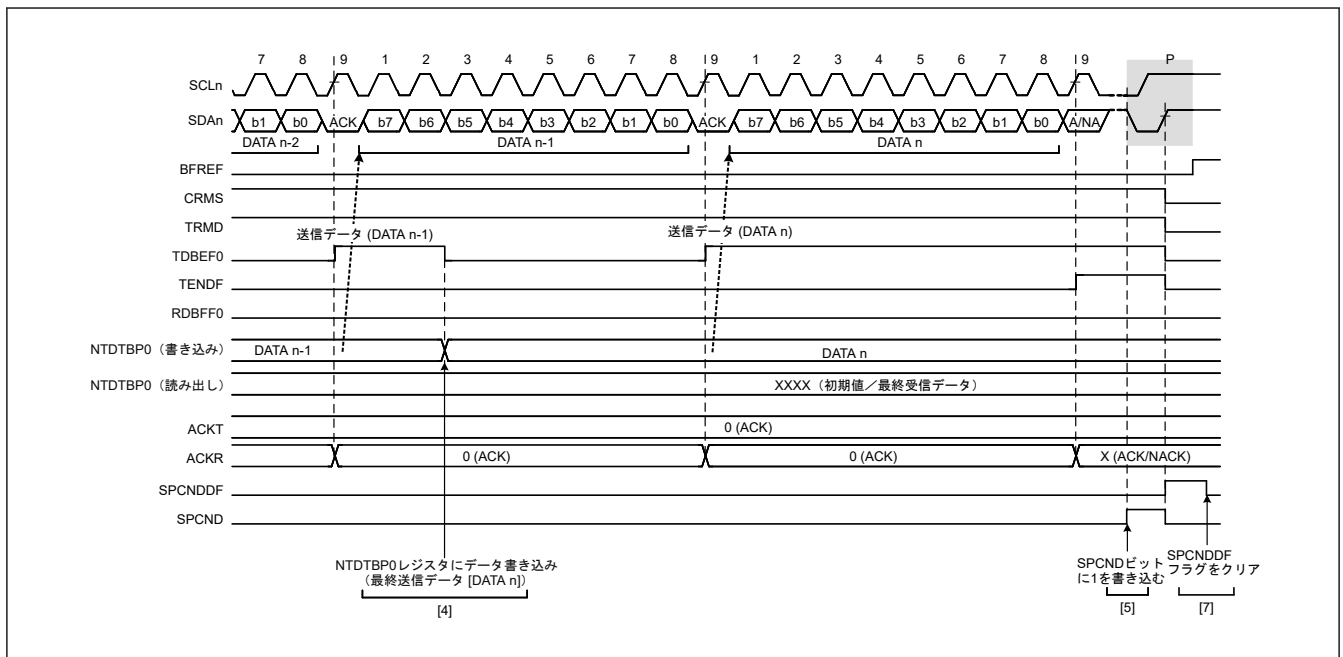 7 8 9 1 2 3 4 5 6 7 8 9 1 2 3 4 5 6 7 8 9 P
SCLn
SDAn b1 b0 ACK b7 b6 b5 b4 b3 b2 b1 b0 ACK b7 b6 b5 b4 b3 b2 b1 b0 A/NA
DATA n-2 DATA n-1 DATA n
BFREF
CRMS
TRMD
送信データ (DATA n-1) 送信データ (DATA n)
TDBEF0
TENDF
RDBFF0
NTDTBP0（書き込み） DATA n-1 DATA n
NTDTBP0（読み出し） XXXX（初期値／最終受信データ）
ACKT 0 (ACK)
ACKR 0 (ACK) 0 (ACK) X (ACK/NACK)
SPCNDDF
SPCND
NTDTBP0レジスタにデータ書き込み
（最終送信データ [DATA n]）
[4]
SPCNDビット
に1を書き込む
[5]
SPCNDDF
フラグをクリア
[7]